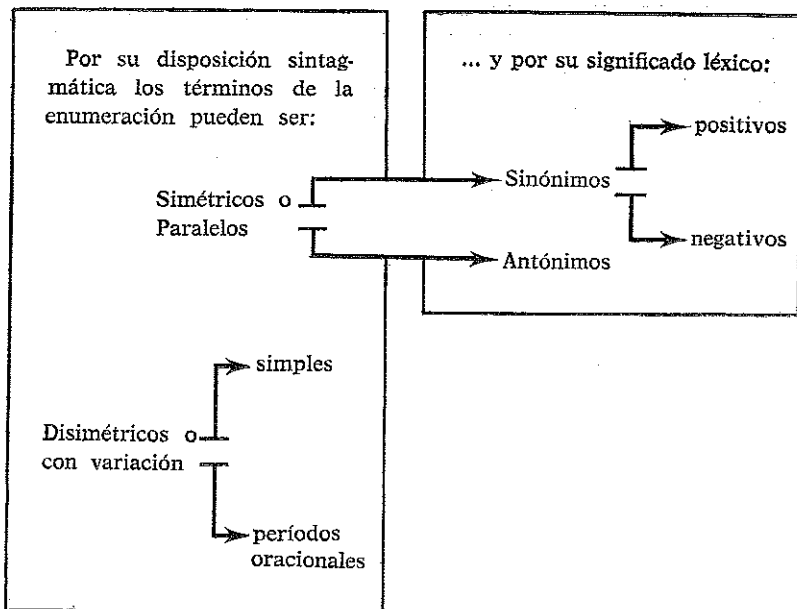 Por su disposición sintag-
mática los términos de la
enumeración pueden ser:
... y por su significado léxico:
positivos
Simétricos o
Paralelos
Sinónimos
negativos
Antónimos
simples
Disimétricos o
con variación
períodos
oracionales